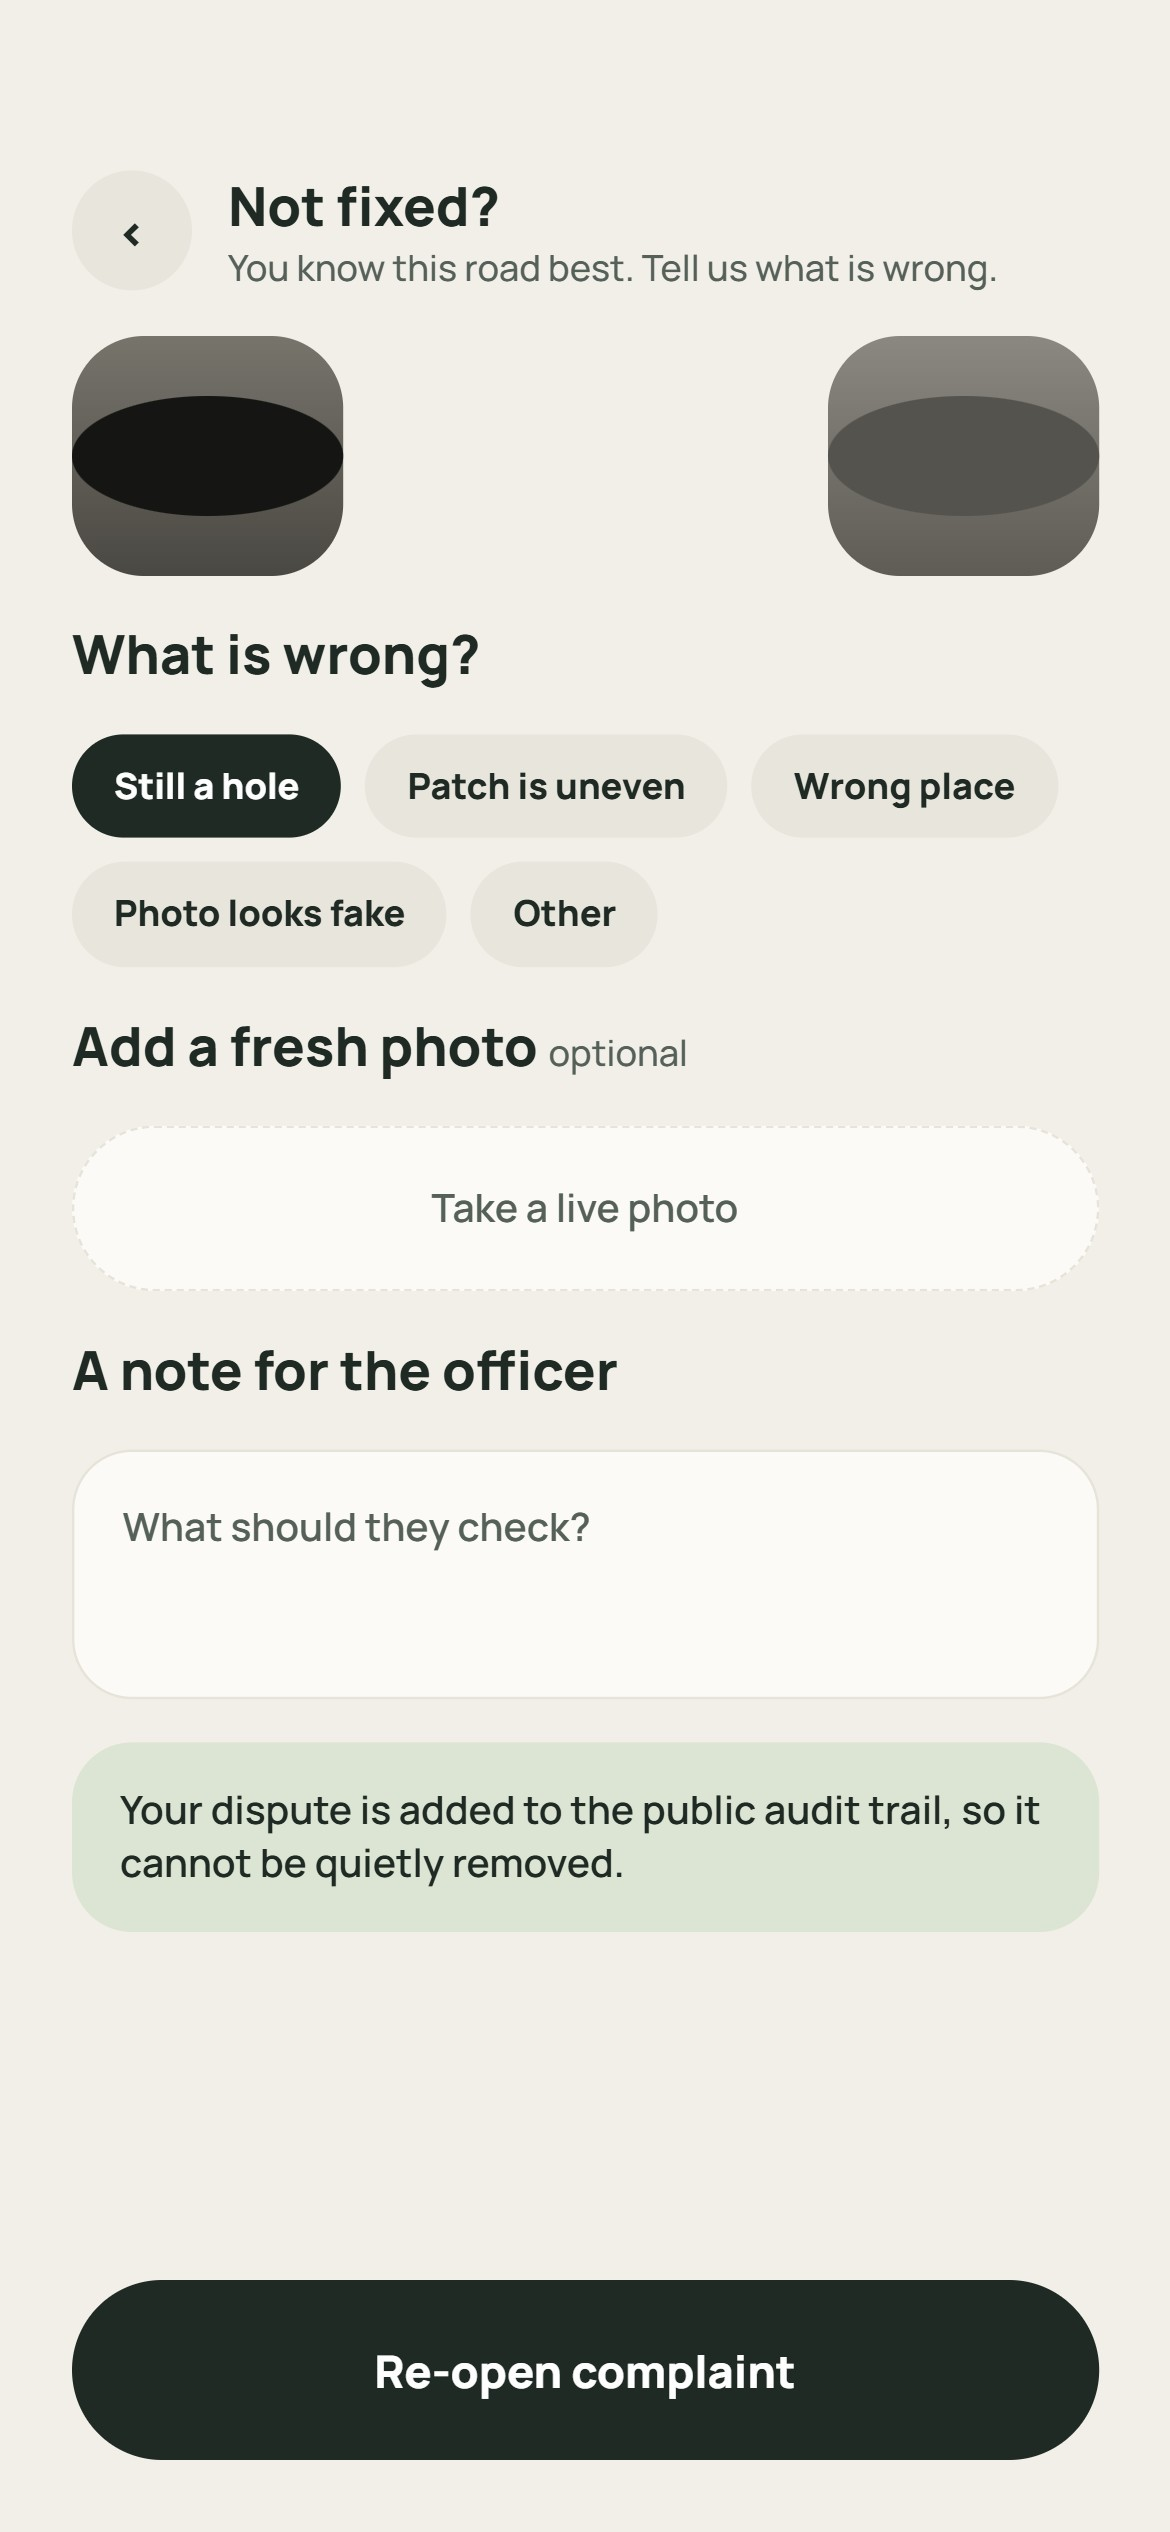 Not fixed?
You know this road best. Tell us what is wrong.
What is wrong?
Still a hole
Patch is uneven
Wrong place
Photo looks fake
Other
Add a fresh photo optional
Take a live photo
A note for the officer
What should they check?
Your dispute is added to the public audit trail, so it
cannot be quietly removed.
Re-open complaint